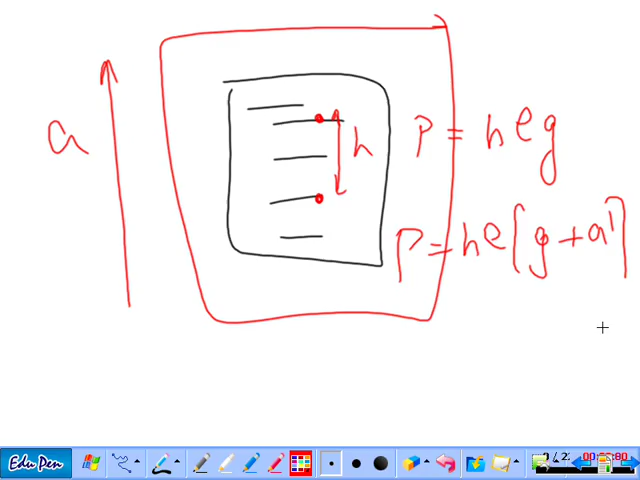 a
h
P = hρg
P = hρ[g + a]
Edu Pen